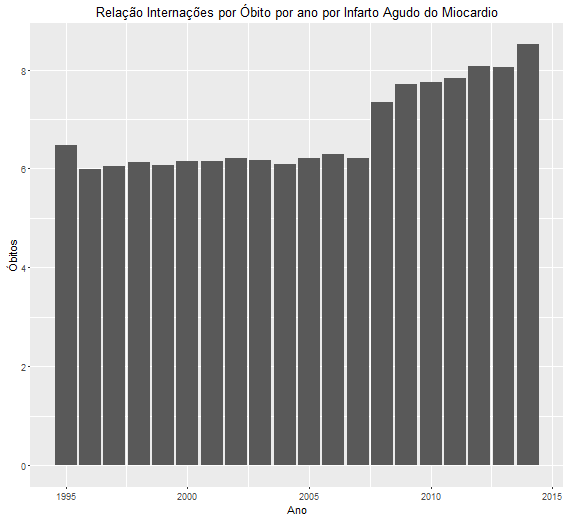 Relação Internações por Óbito por ano por Infarto Agudo do Miocardio
Óbitos
8
6
4
2
0
1995 2000 2005 2010 2015
Ano